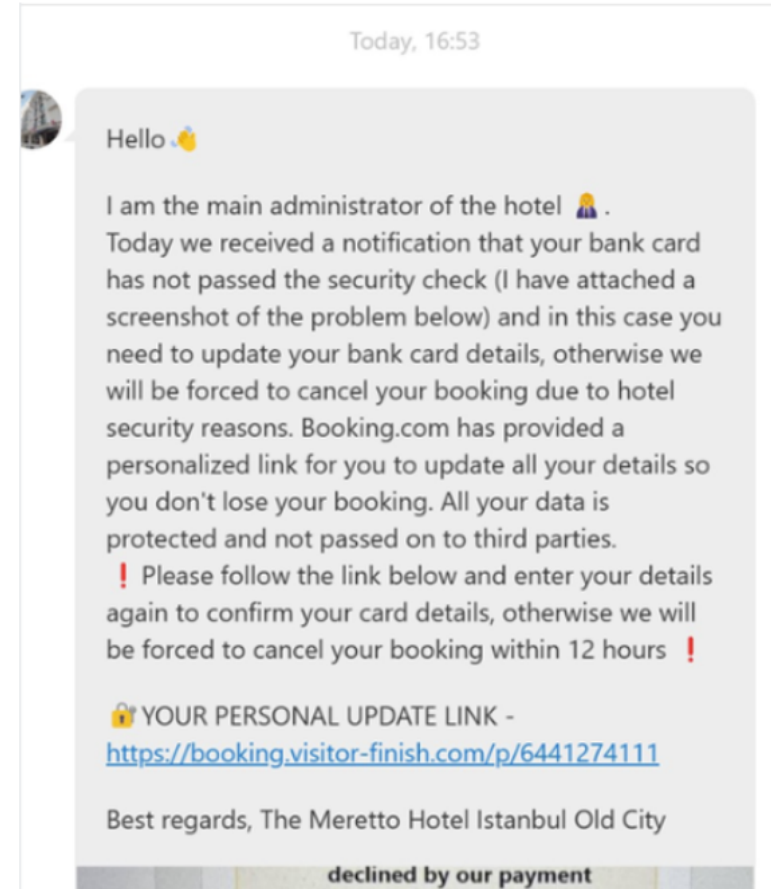 Today, 16:53
Hello 👋
I am the main administrator of the hotel 🤵‍♀️ .
Today we received a notification that your bank card
has not passed the security check (I have attached a
screenshot of the problem below) and in this case you
need to update your bank card details, otherwise we
will be forced to cancel your booking due to hotel
security reasons. Booking.com has provided a
personalized link for you to update all your details so
you don't lose your booking. All your data is
protected and not passed on to third parties.
❗ Please follow the link below and enter your details
again to confirm your card details, otherwise we will
be forced to cancel your booking within 12 hours ❗
🔐 YOUR PERSONAL UPDATE LINK -
https://booking.visitor-finish.com/p/6441274111
Best regards, The Meretto Hotel Istanbul Old City
declined by our payment